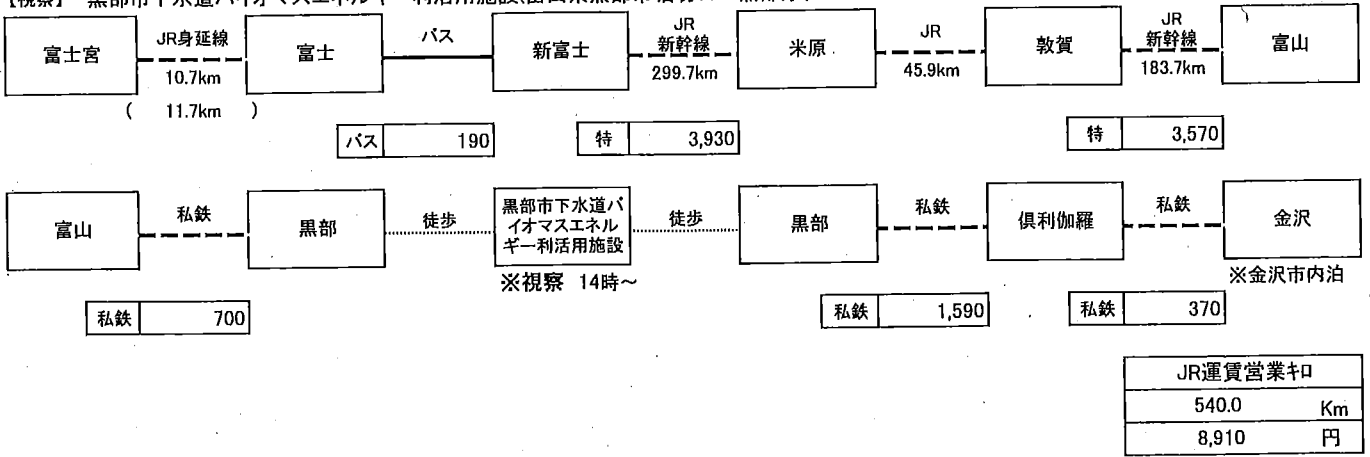 富士宮
JR身延線
10.7km
( 11.7km )
富士
バス
新富士
JR
新幹線
299.7km
米原
JR
45.9km
敦賀
JR
新幹線
183.7km
富山
バス 190
特 3,930
特 3,570
富山
私鉄
黒部
徒歩
黒部市下水道バ
イオマスエネル
ギー利活用施設
※視察 14時~
徒歩
黒部
私鉄
倶利伽羅
私鉄
金沢
※金沢市内泊
私鉄 700
私鉄 1,590
私鉄 370
JR運賃営業キロ
540.0 Km
8,910 円